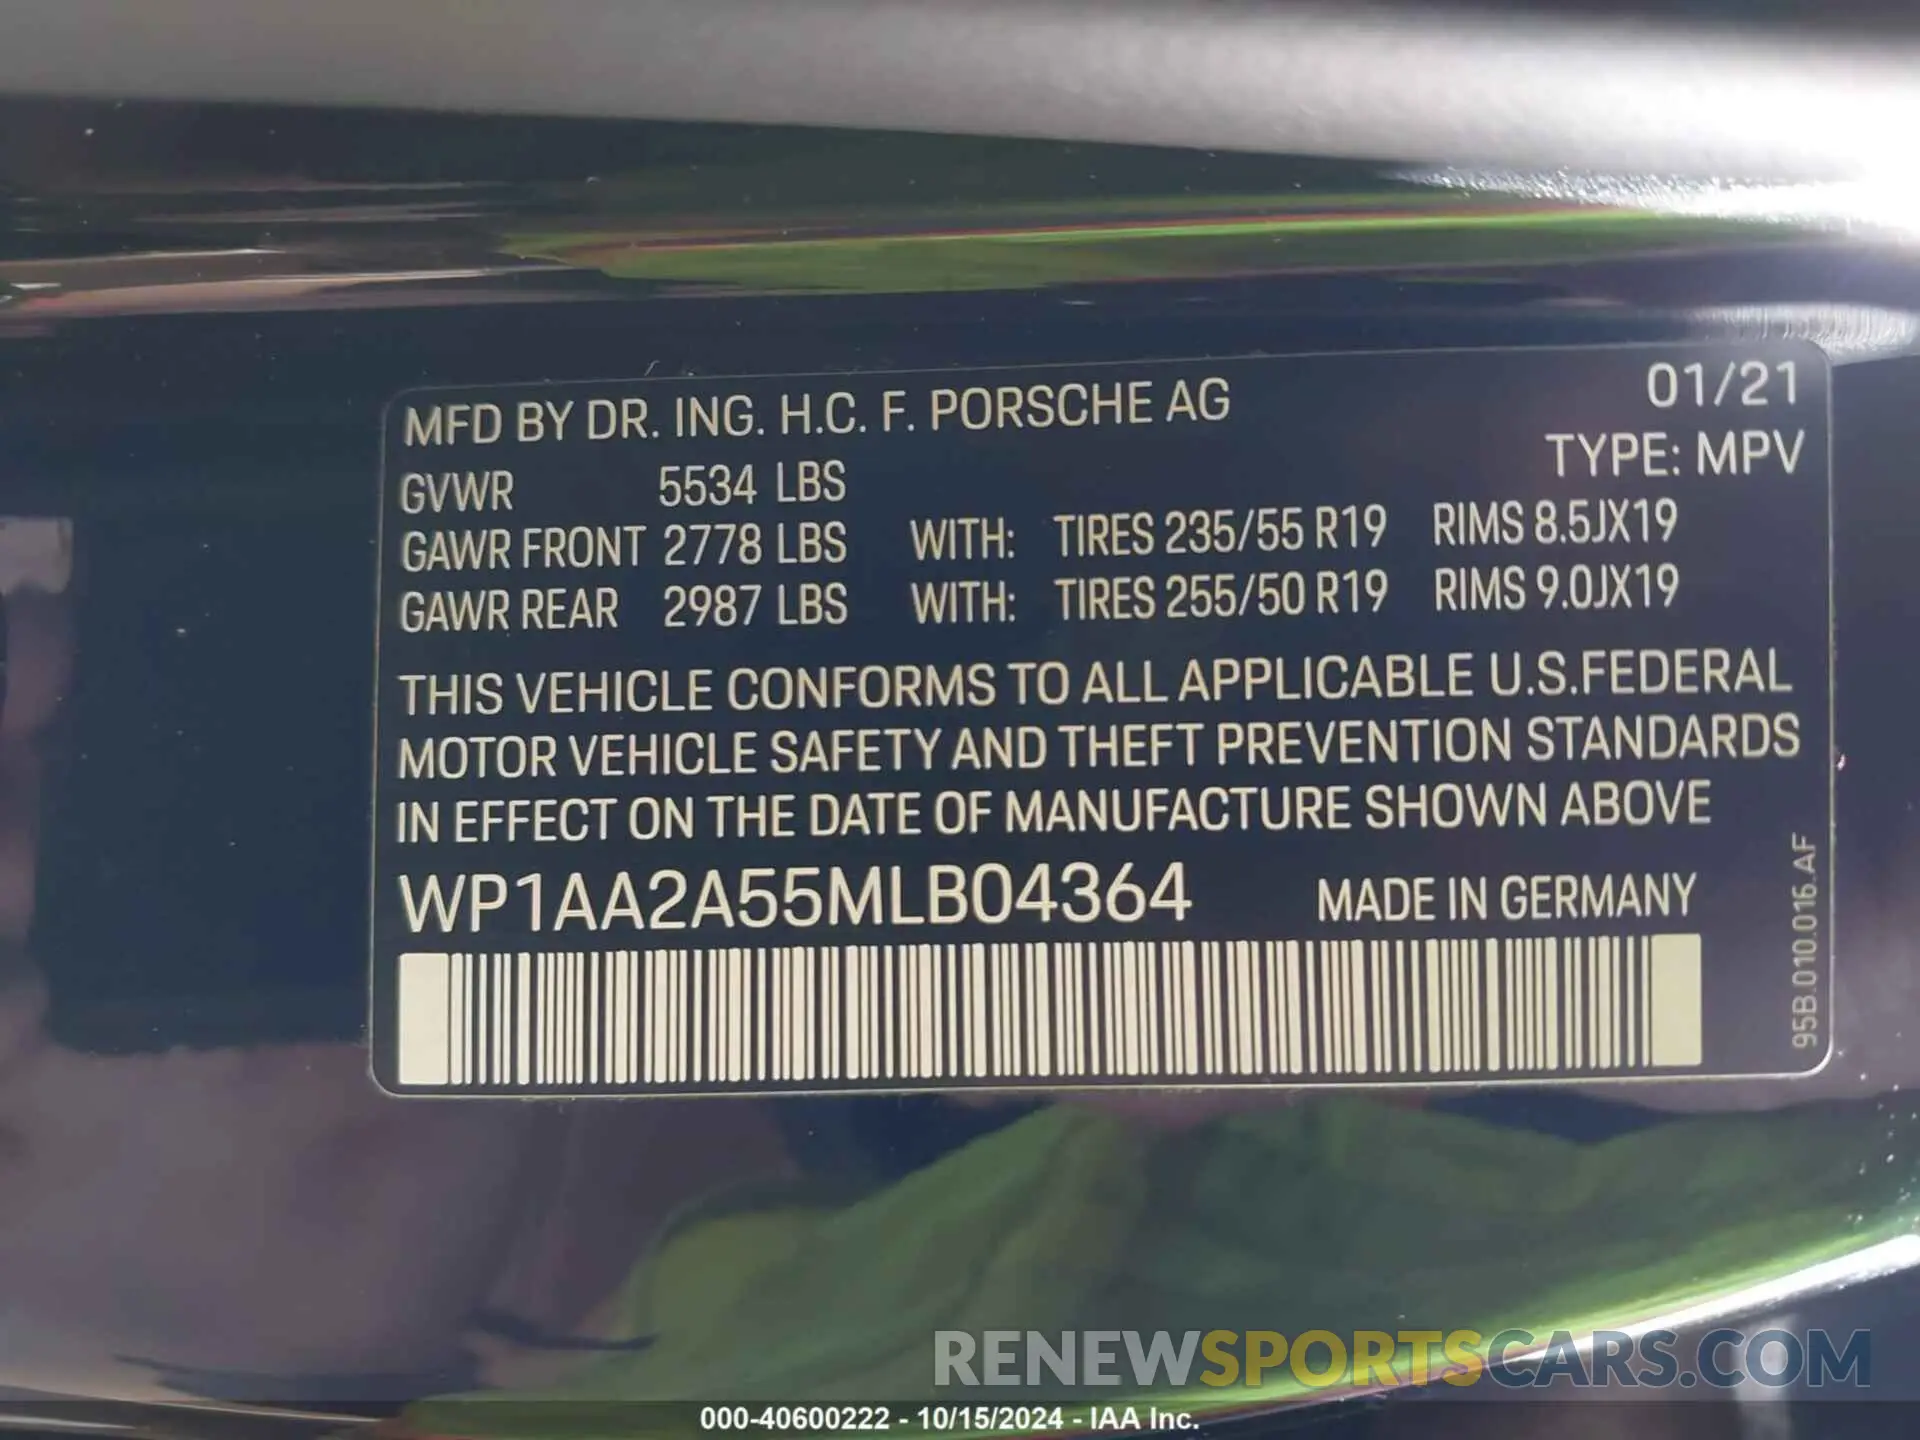 MFD BY DR. ING. H.C. F. PORSCHE AG 01/21
TYPE: MPV
GVWR 5534 LBS
GAWR FRONT 2778 LBS WITH: TIRES 235/55 R19 RIMS 8.5JX19
GAWR REAR 2987 LBS WITH: TIRES 255/50 R19 RIMS 9.0JX19
THIS VEHICLE CONFORMS TO ALL APPLICABLE U.S.FEDERAL
MOTOR VEHICLE SAFETY AND THEFT PREVENTION STANDARDS
IN EFFECT ON THE DATE OF MANUFACTURE SHOWN ABOVE
WP1AA2A55MLB04364 MADE IN GERMANY
95B.010.016.AF
RENEWSPORTSCARS.COM
000-40600222 - 10/15/2024 - IAA Inc.